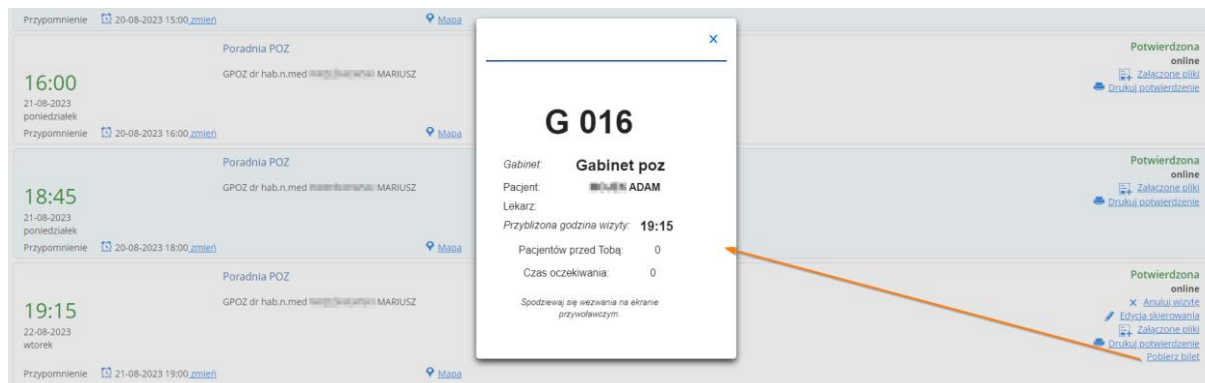 Przypomnienie 20-08-2023 15:00 zmień Mapa
Poradnia POZ
16:00
21-08-2023
poniedziałek
GPOZ dr hab.n.med MARIUSZ
Przypomnienie 20-08-2023 16:00 zmień Mapa
Potwierdzona
online
Załączone pliki
Drukuj potwierdzenie
Poradnia POZ
18:45
21-08-2023
poniedziałek
GPOZ dr hab.n.med MARIUSZ
Przypomnienie 20-08-2023 18:00 zmień Mapa
Potwierdzona
online
Załączone pliki
Drukuj potwierdzenie
Poradnia POZ
19:15
22-08-2023
wtorek
GPOZ dr hab.n.med MARIUSZ
Przypomnienie 21-08-2023 19:00 zmień Mapa
Potwierdzona
online
Anuluj wizytę
Edycja skierowania
Załączone pliki
Drukuj potwierdzenie
Pobierz bilet
G 016
Gabinet: Gabinet poz
Pacjent: ADAM
Lekarz:
Przybliżona godzina wizyty: 19:15
Pacjentów przed Tobą: 0
Czas oczekiwania: 0
Spodziewaj się wezwania na ekranie
przywoławczym.